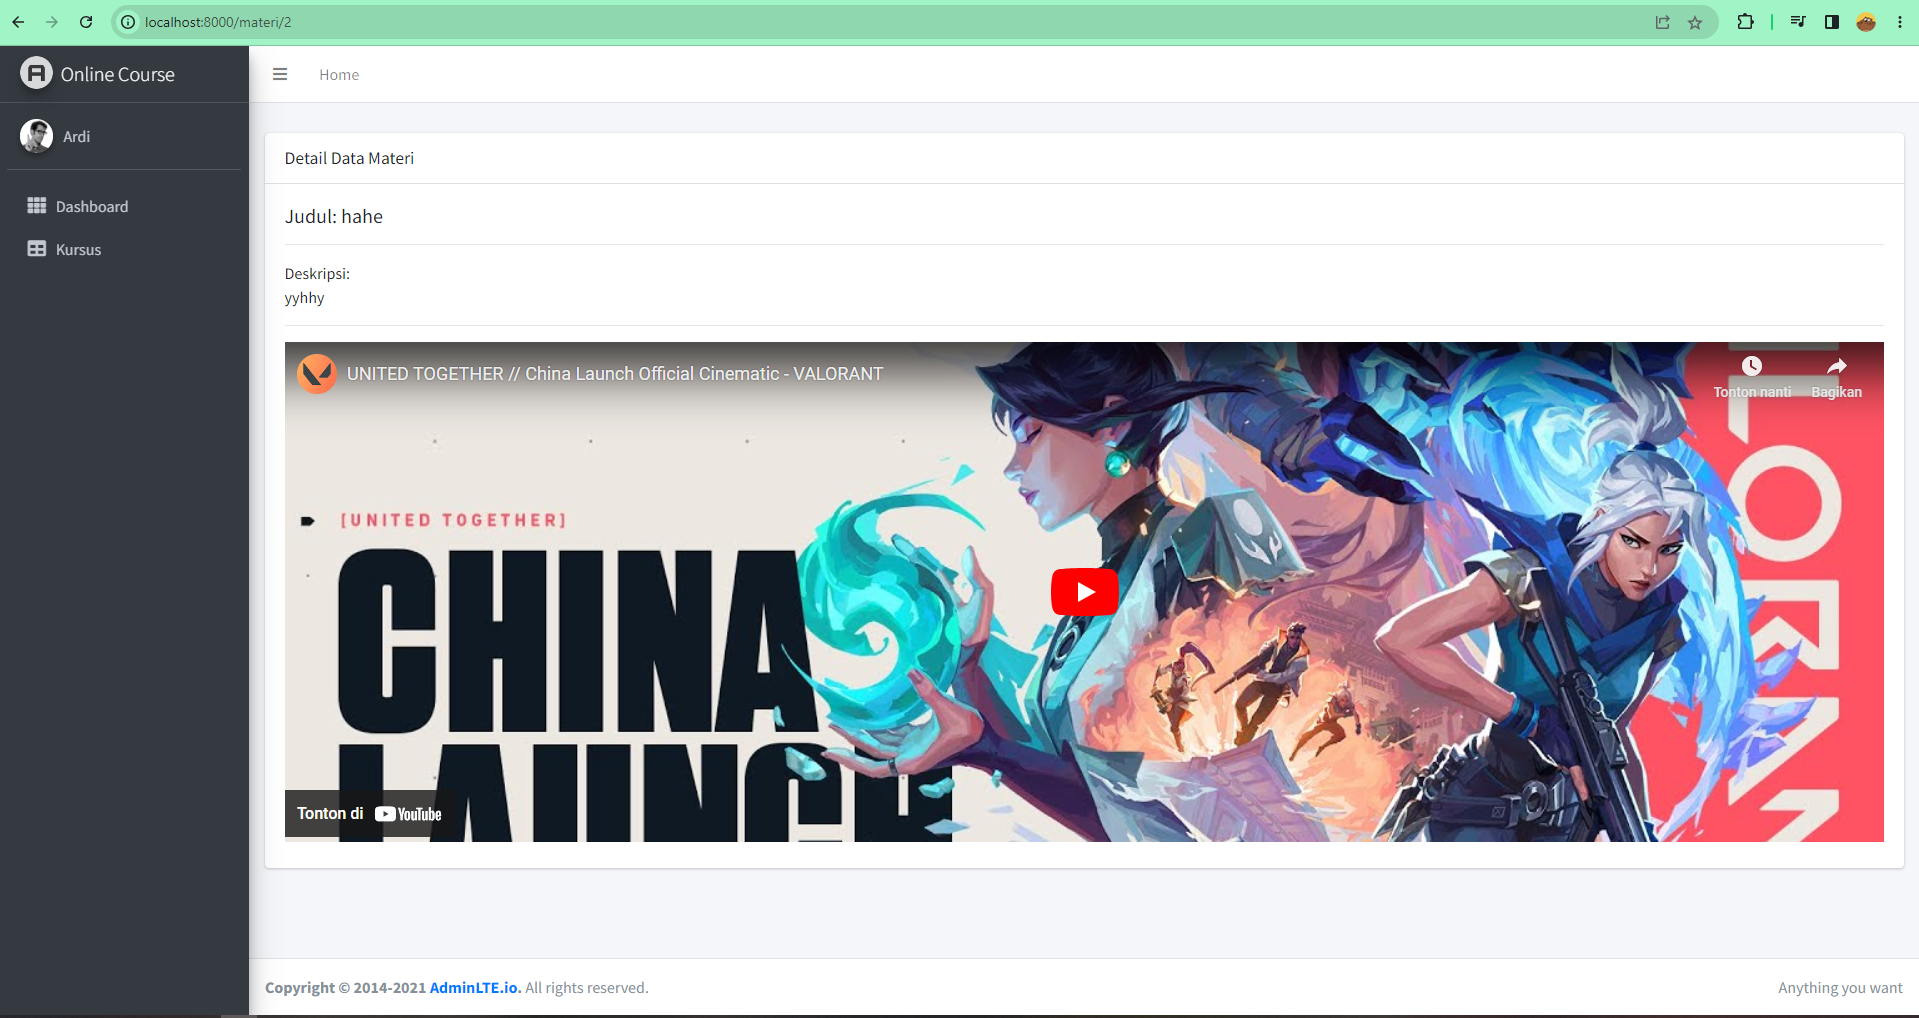 localhost:8000/materi/2
Online Course
Home
Ardi
Dashboard
Kursus
Detail Data Materi
Judul: hahe
Deskripsi:
yyhhy
UNITED TOGETHER // China Launch Official Cinematic - VALORANT
Tonton nanti
Bagikan
[UNITED TOGETHER]
CHINA
LAUNCH
LORAN
Tonton di YouTube
Copyright © 2014-2021 AdminLTE.io. All rights reserved.
Anything you want